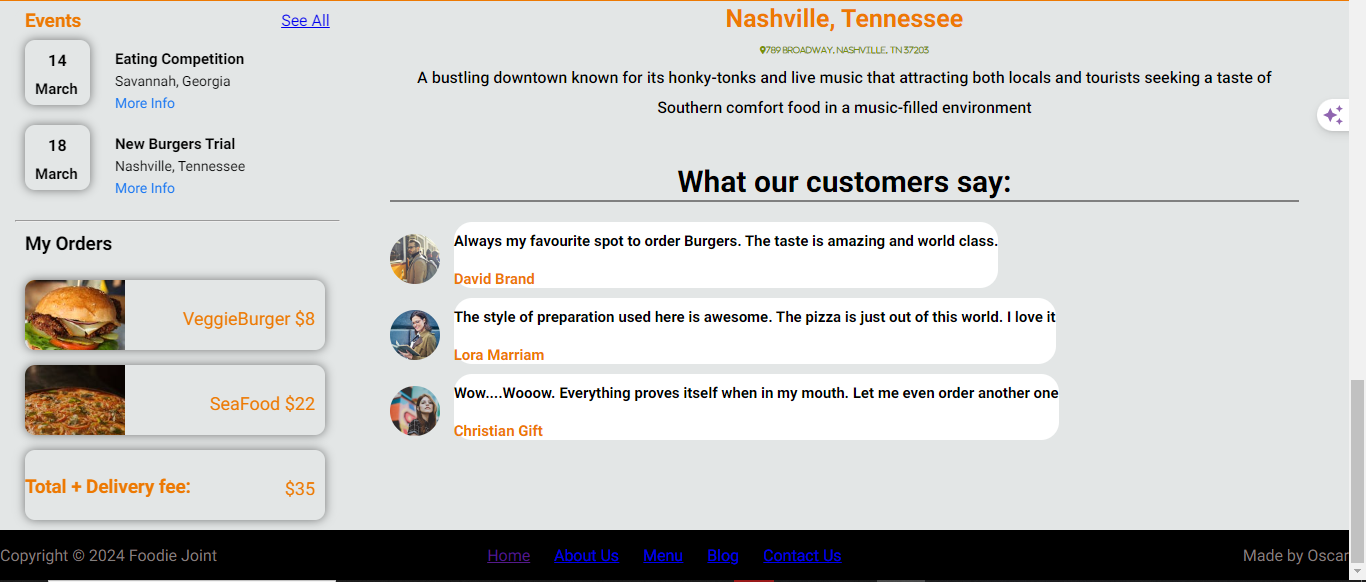 Events
See All
14
March
Eating Competition
Savannah, Georgia
More Info
18
March
New Burgers Trial
Nashville, Tennessee
More Info
My Orders
VeggieBurger $8
SeaFood $22
Total + Delivery fee:
$35
Nashville, Tennessee
789 BROADWAY, NASHVILLE, TN 37203
A bustling downtown known for its honky-tonks and live music that attracting both locals and tourists seeking a taste of
Southern comfort food in a music-filled environment
What our customers say:
Always my favourite spot to order Burgers. The taste is amazing and world class.
David Brand
The style of preparation used here is awesome. The pizza is just out of this world. I love it
Lora Marriam
Wow....Wooow. Everything proves itself when in my mouth. Let me even order another one
Christian Gift
Copyright © 2024 Foodie Joint
Home
About Us
Menu
Blog
Contact Us
Made by Oscar